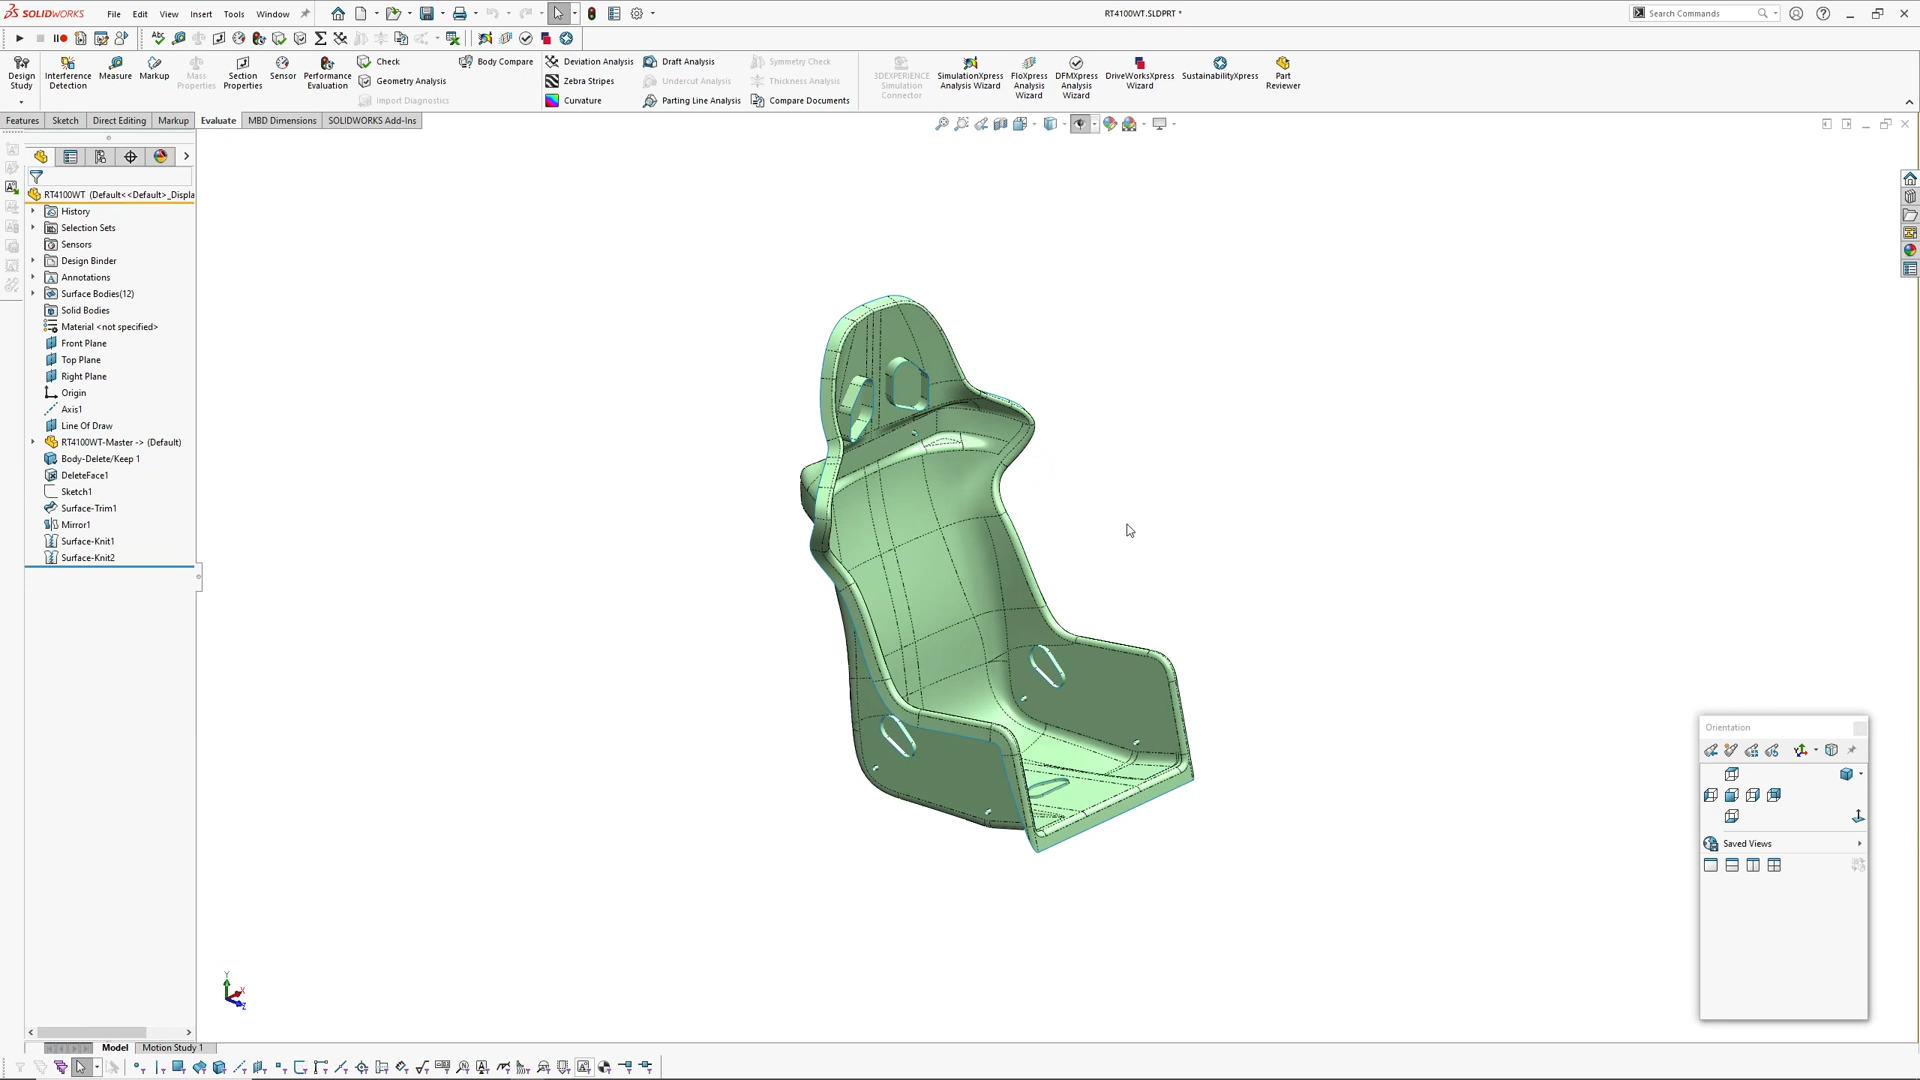 SOLIDWORKS File Edit View Insert Tools Window RT4100WT.SLDPRT * Search Commands
Design Study
Interference Detection
Measure
Markup
Mass Properties
Section Properties
Sensor
Performance Evaluation
Check
Geometry Analysis
Import Diagnostics
Body Compare
Deviation Analysis
Zebra Stripes
Curvature
Draft Analysis
Undercut Analysis
Parting Line Analysis
Symmetry Check
Thickness Analysis
Compare Documents
3DEXPERIENCE Simulation Connector
SimulationXpress Analysis Wizard
FloXpress Analysis Wizard
DFMXpress Analysis Wizard
DriveWorksXpress Wizard
SustainabilityXpress
Part Reviewer
Features Sketch Direct Editing Markup Evaluate MBD Dimensions SOLIDWORKS Add-Ins
RT4100WT (Default<<Default>_Displa
History
Selection Sets
Sensors
Design Binder
Annotations
Surface Bodies(12)
Solid Bodies
Material <not specified>
Front Plane
Top Plane
Right Plane
Origin
Axis1
Line Of Draw
RT4100WT-Master -> (Default)
Body-Delete/Keep 1
DeleteFace1
Sketch1
Surface-Trim1
Mirror1
Surface-Knit1
Surface-Knit2
Orientation
Saved Views
Y
X
Z
Model Motion Study 1